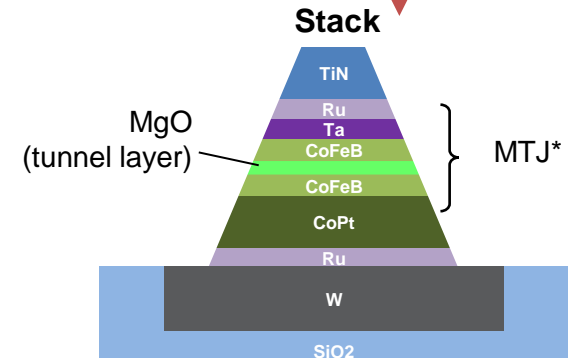 Stack
TiN
Ru
Ta
MgO
(tunnel layer)
CoFeB
CoFeB
MTJ*
CoPt
Ru
W
SiO2